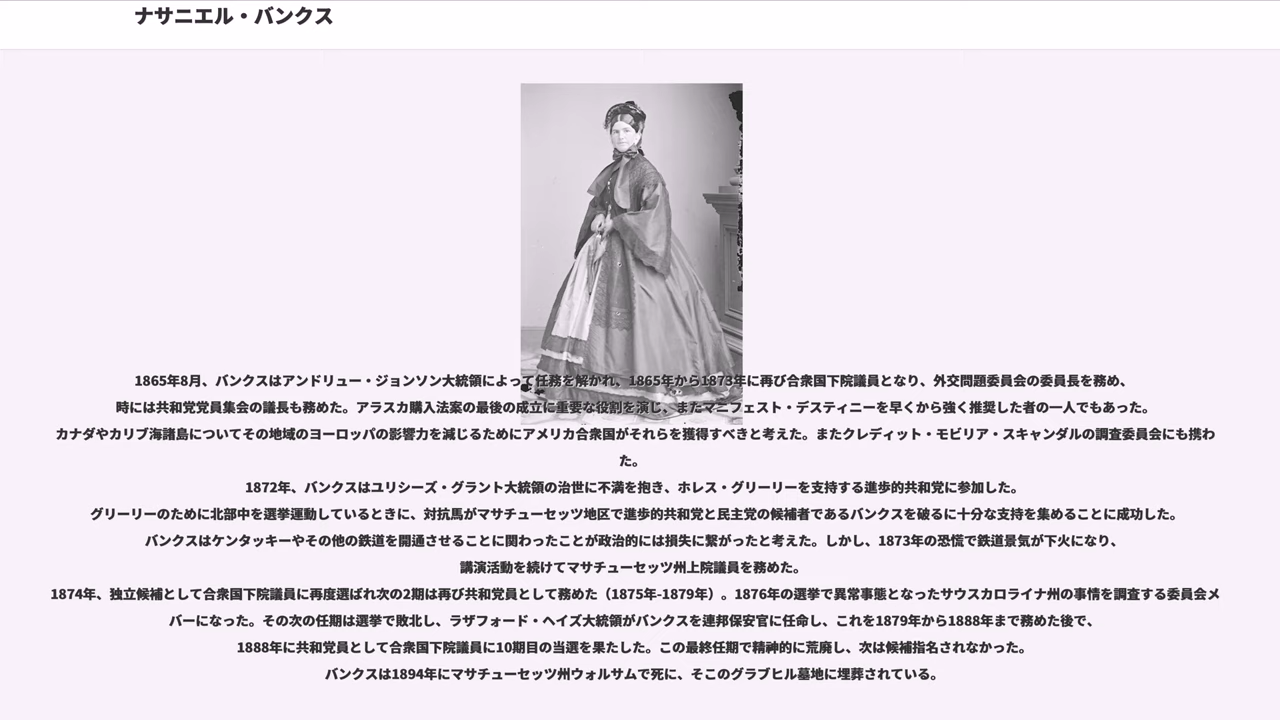 ナサニエル・バンクス
1865年8月、バンクスはアンドリュー・ジョンソン大統領によって任務を解かれ、1865年から1873年に再び合衆国下院議員となり、外交問題委員会の委員長を務め、
時には共和党党員集会の議長も務めた。アラスカ購入法案の最後の成立に重要な役割を演じ、またマニフェスト・デスティニーを早くから強く推奨した者の一人でもあった。
カナダやカリブ海諸島についてその地域のヨーロッパの影響力を減じるためにアメリカ合衆国がそれらを獲得すべきと考えた。またクレディット・モビリア・スキャンダルの調査委員会にも携わ
た。
1872年、バンクスはユリシーズ・グラント大統領の治世に不満を抱き、ホレス・グリーリーを支持する進歩的共和党に参加した。
グリーリーのために北部中を選挙運動しているときに、対抗馬がマサチューセッツ地区で進歩的共和党と民主党の候補者であるバンクスを破るに十分な支持を集めることに成功した。
バンクスはケンタッキーやその他の鉄道を開通させることに関わったことが政治的には損失に繋がったと考えた。しかし、1873年の恐慌で鉄道景気が下火になり、
講演活動を続けてマサチューセッツ州上院議員を務めた。
1874年、独立候補として合衆国下院議員に再度選ばれ次の2期は再び共和党員として務めた（1875年-1879年）。1876年の選挙で異常事態となったサウスカロライナ州の事情を調査する委員会メ
バーになった。その次の任期は選挙で敗北し、ラザフォード・ヘイズ大統領がバンクスを連邦保安官に任命し、これを1879年から1888年まで務めた後で、
1888年に共和党員として合衆国下院議員に10期目の当選を果たした。この最終任期で精神的に荒廃し、次は候補指名されなかった。
バンクスは1894年にマサチューセッツ州ウォルサムで死に、そこのグラブヒル墓地に埋葬されている。